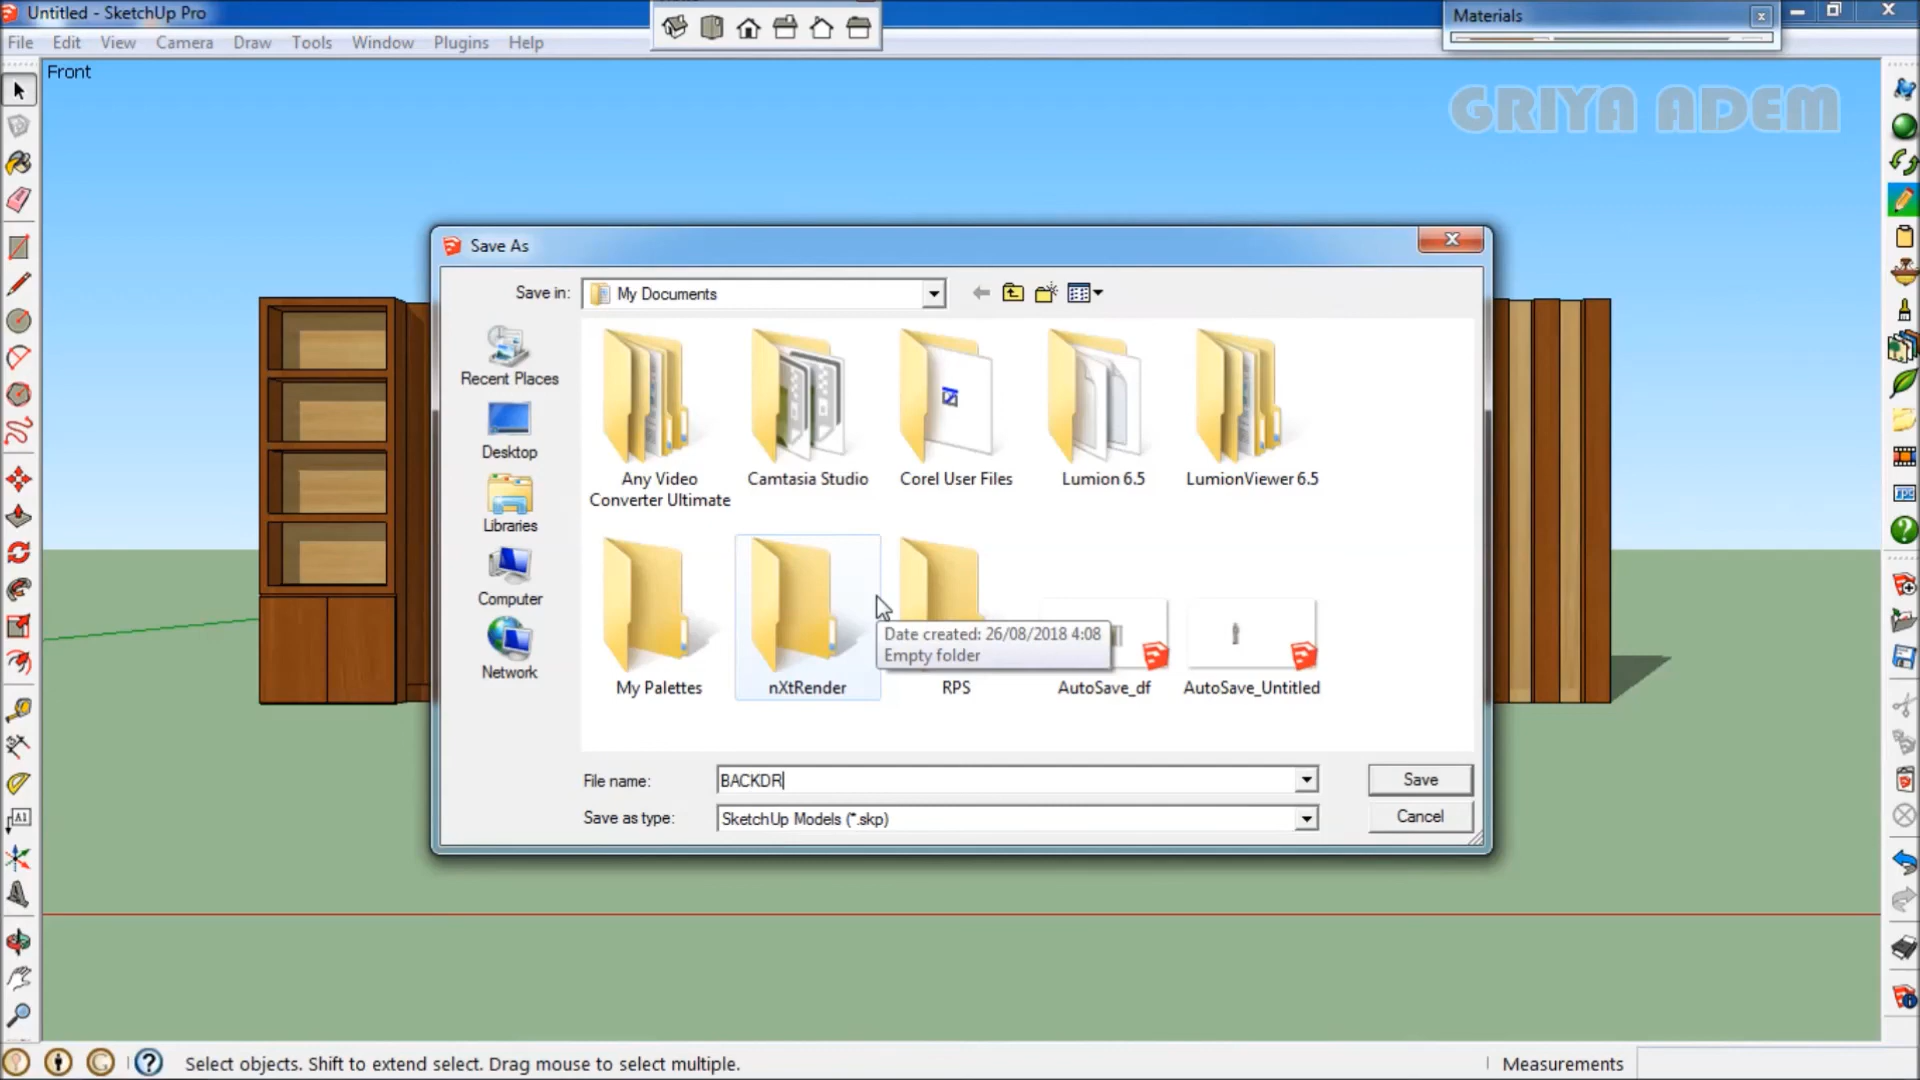 Untitled - SketchUp Pro
Materials
File Edit View Camera Draw Tools Window Plugins Help
Front
GRIYA ADEM
Save As
Save in: My Documents
Recent Places
Desktop
Libraries
Computer
Network
Any Video Converter Ultimate
Camtasia Studio
Corel User Files
Lumion 6.5
LumionViewer 6.5
My Palettes
nXtRender
RPS
AutoSave_df
AutoSave_Untitled
Date created: 26/08/2018 4:08
Empty folder
File name: BACKDR
Save
Save as type: SketchUp Models (*.skp)
Cancel
Select objects. Shift to extend select. Drag mouse to select multiple.
Measurements